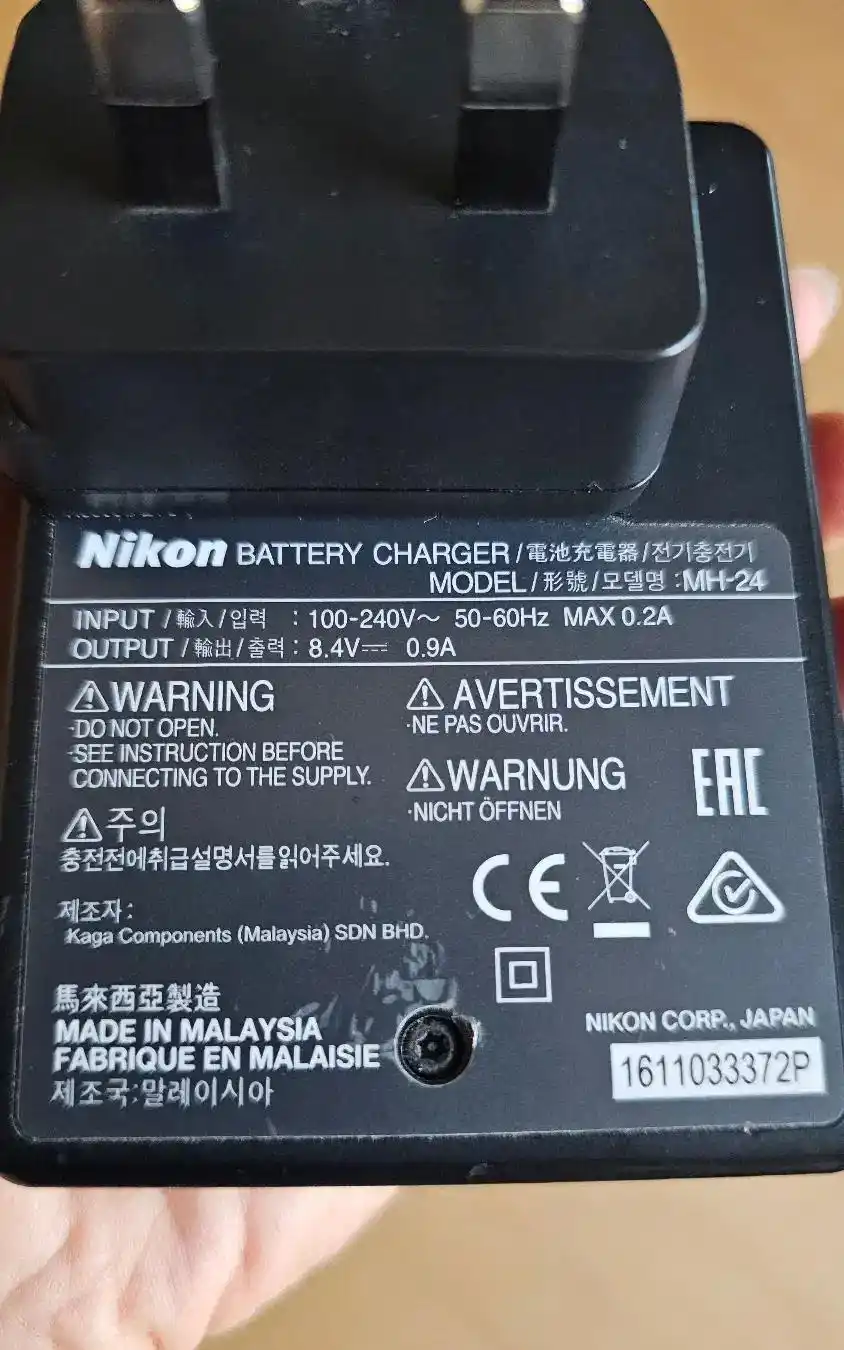 Nikon BATTERY CHARGER/電池充電器/전기충전기
MODEL/形號/모델명:MH-24
INPUT/輸入/입력 : 100-240V～ 50-60Hz MAX 0.2A
OUTPUT/輸出/출력: 8.4V⎓ 0.9A
⚠WARNING
·DO NOT OPEN.
·SEE INSTRUCTION BEFORE
CONNECTING TO THE SUPPLY.
⚠ AVERTISSEMENT
·NE PAS OUVRIR.
⚠WARNUNG
·NICHT ÖFFNEN
EAC
⚠주의
충전전에취급설명서를읽어주세요.
CE
제조자:
Kaga Components (Malaysia) SDN BHD.
馬來西亞製造
MADE IN MALAYSIA
FABRIQUE EN MALAISIE
제조국:말레이시아
NIKON CORP., JAPAN
1611033372P